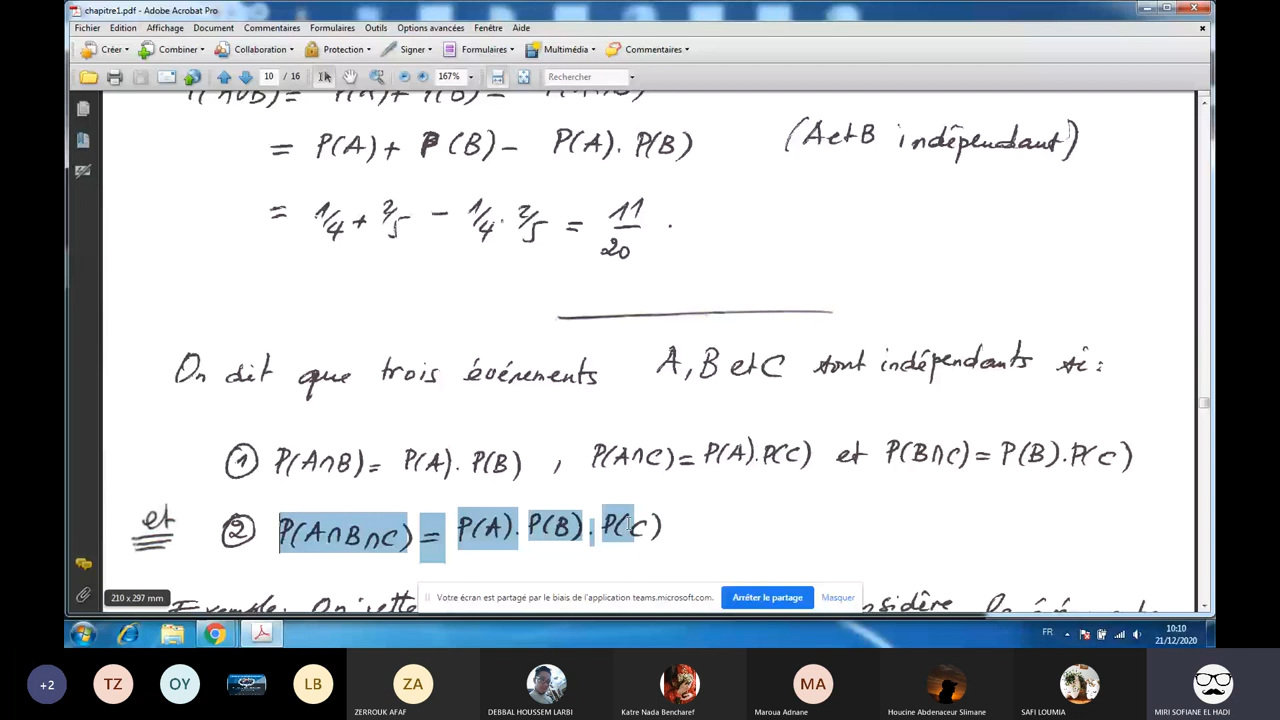 chapitre1.pdf - Adobe Acrobat Pro
Fichier Edition Affichage Document Commentaires Formulaires Outils Options avancées Fenêtre Aide
Créer Combiner Collaboration Protection Signer Formulaires Multimédia Commentaires
10 / 16 167% Rechercher
= P(A) + P(B) - P(A). P(B) (A et B indépendant)
= 1/4 + 2/5 - 1/4 . 2/5 = 11/20 .
On dit que trois événements A, B et C sont indépendants si :
① P(A∩B) = P(A). P(B) , P(A∩C) = P(A). P(C) et P(B∩C) = P(B). P(C)
et ② P(A∩B∩C) = P(A). P(B) . P(C)
210 x 297 mm
Votre écran est partagé par le biais de l'application teams.microsoft.com. Arrêter le partage Masquer
Exemple: On jette
FR 10:10
21/12/2020
+2 TZ OY LB ZA MA
ZERROUK AFAF DEBBAL HOUSSEM LARBI Katre Nada Bencharef Maroua Adnane Houcine Abdenaceur Slimane SAFI LOUMIA MIRI SOFIANE EL HADI